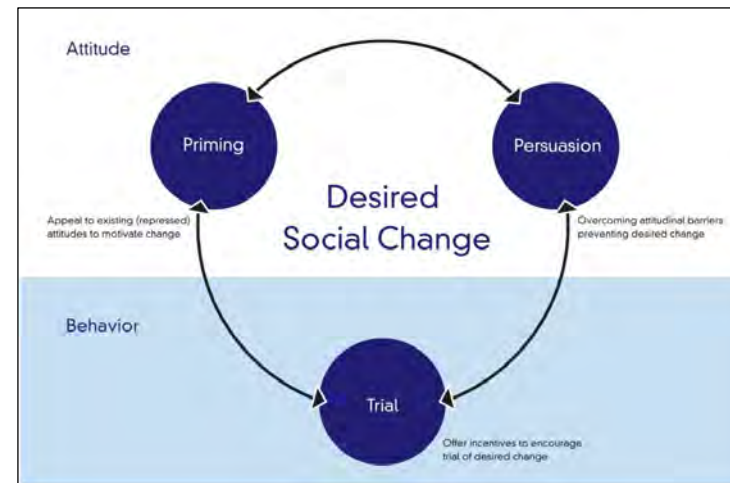 Attitude
Priming
Persuasion
Desired
Social Change
Appeal to existing (repressed)
attitudes to motivate change
Overcoming attitudinal barriers
preventing desired change
Behavior
Trial
Offer incentives to encourage
trial of desired change